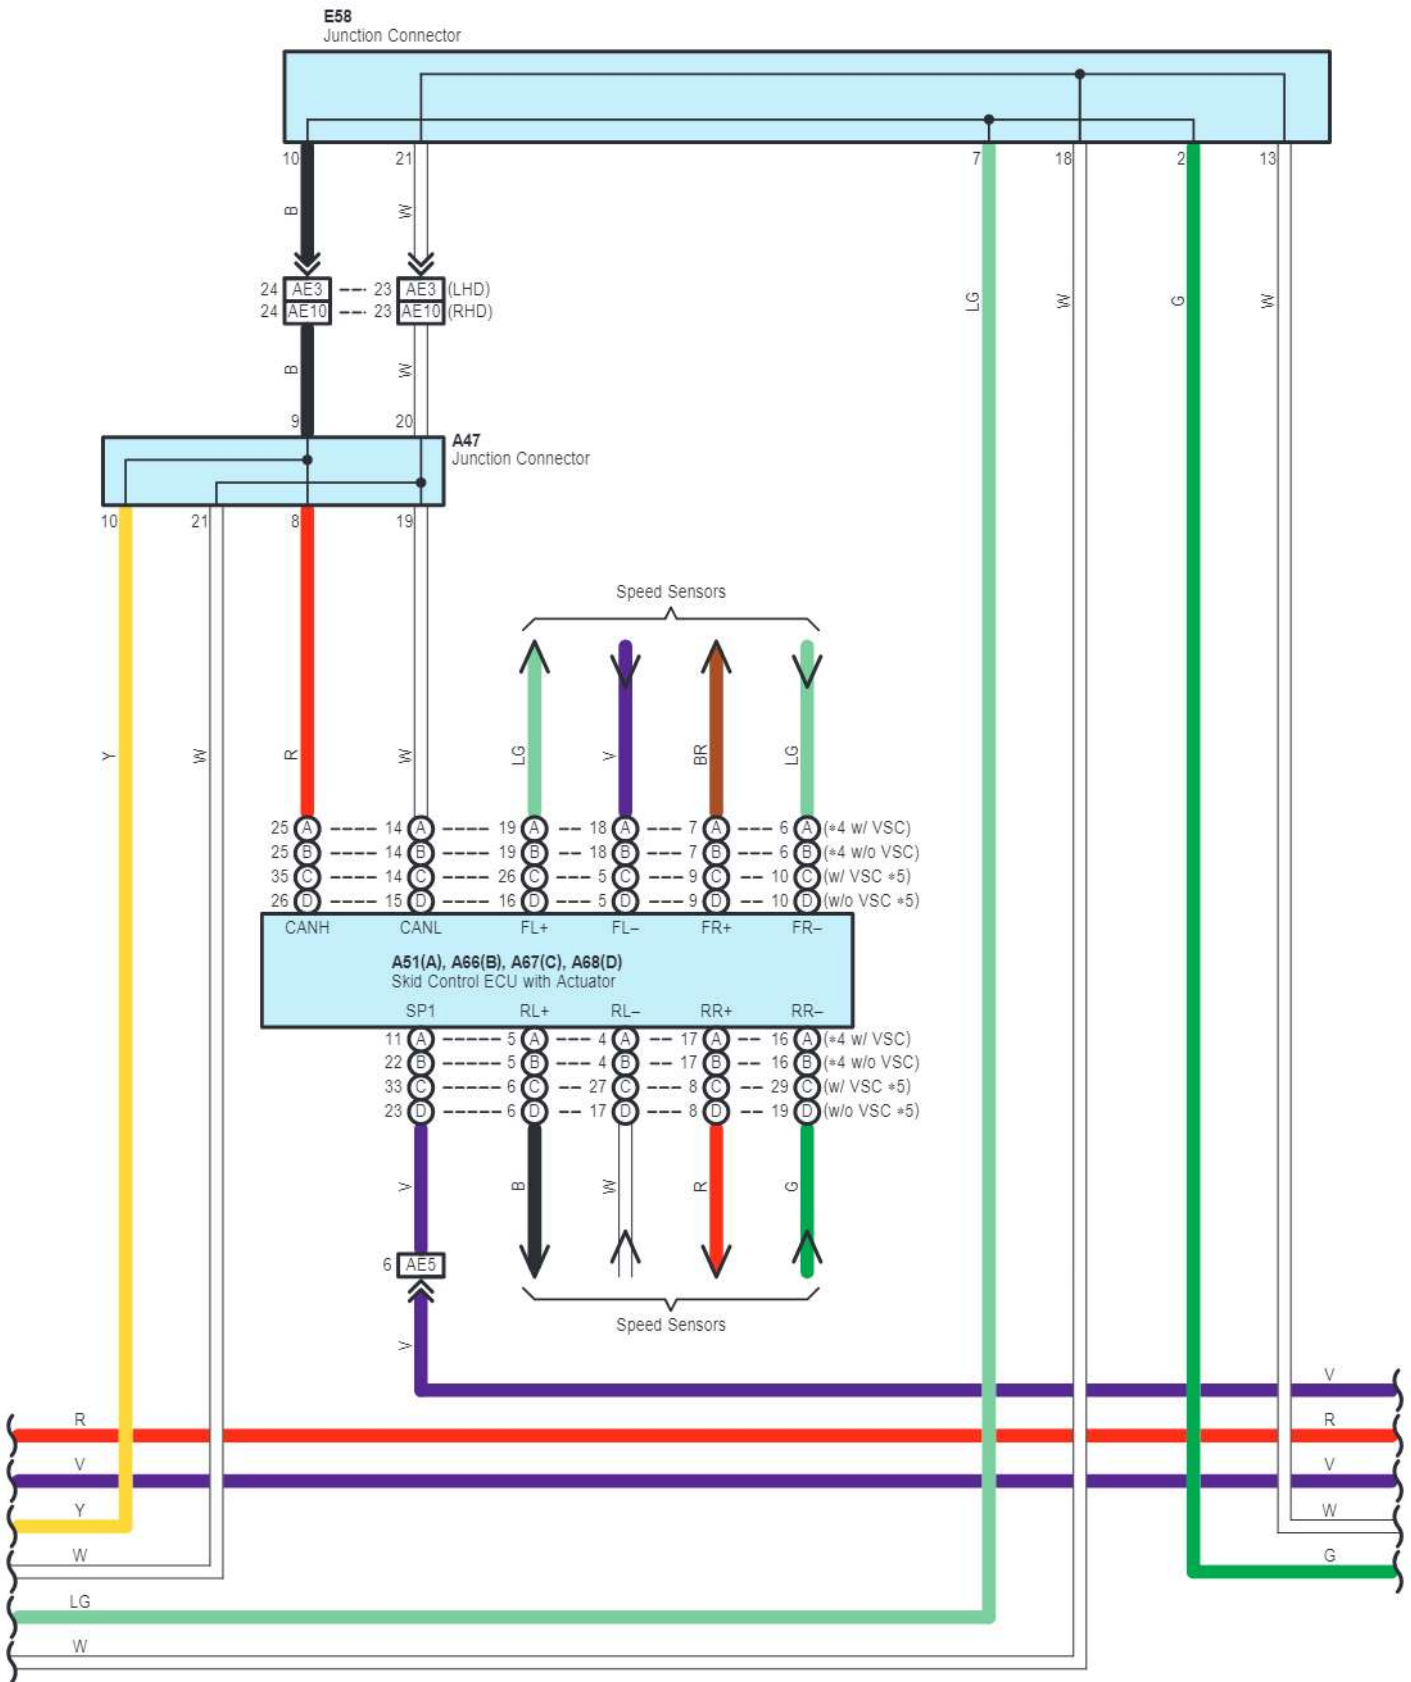 E58
Junction Connector
10 21 7 18 2 13
B W
24 AE3 23 AE3 (LHD)
24 AE10 23 AE10 (RHD)
LG W G W
B W
9 20
A47
Junction Connector
10 21 8 19
Speed Sensors
Y W R W LG V BR LG
25 A 14 A 19 A 18 A 7 A 6 A (*4 w/ VSC)
25 B 14 B 19 B 18 B 7 B 6 B (*4 w/o VSC)
35 C 14 C 26 C 5 C 9 C 10 C (w/ VSC *5)
26 D 15 D 16 D 5 D 9 D 10 D (w/o VSC *5)
CANH CANL FL+ FL– FR+ FR–
A51(A), A66(B), A67(C), A68(D)
Skid Control ECU with Actuator
SP1 RL+ RL– RR+ RR–
11 A 5 A 4 A 17 A 16 A (*4 w/ VSC)
22 B 5 B 4 B 17 B 16 B (*4 w/o VSC)
33 C 6 C 27 C 8 C 29 C (w/ VSC *5)
23 D 6 D 17 D 8 D 19 D (w/o VSC *5)
V B W R G
6 AE5
Speed Sensors
V
V
R R
V V
Y W
W G
LG
W